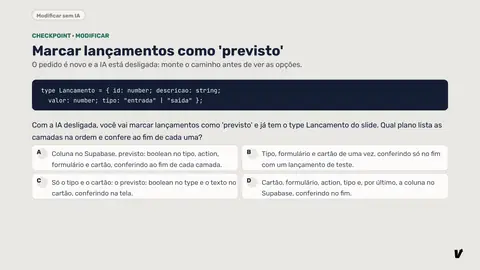 Modificar sem IA
CHECKPOINT • MODIFICAR
Marcar lançamentos como 'previsto'
O pedido é novo e a IA está desligada: monte o caminho antes de ver as opções.
type Lancamento = { id: number; descricao: string;
valor: number; tipo: "entrada" | "saida" };
Com a IA desligada, você vai marcar lançamentos como 'previsto' e já tem o type Lancamento do slide. Qual plano lista as
camadas na ordem e confere ao fim de cada uma?
A
Coluna no Supabase, previsto: boolean no tipo, action,
formulário e cartão, conferindo ao fim de cada camada.
B
Tipo, formulário e cartão de uma vez, conferindo só no fim
com um lançamento de teste.
C
Só o tipo e o cartão: o previsto: boolean no type e o texto no
cartão, conferindo na tela.
D
Cartão, formulário, action, tipo e, por último, a coluna no
Supabase, conferindo no fim.